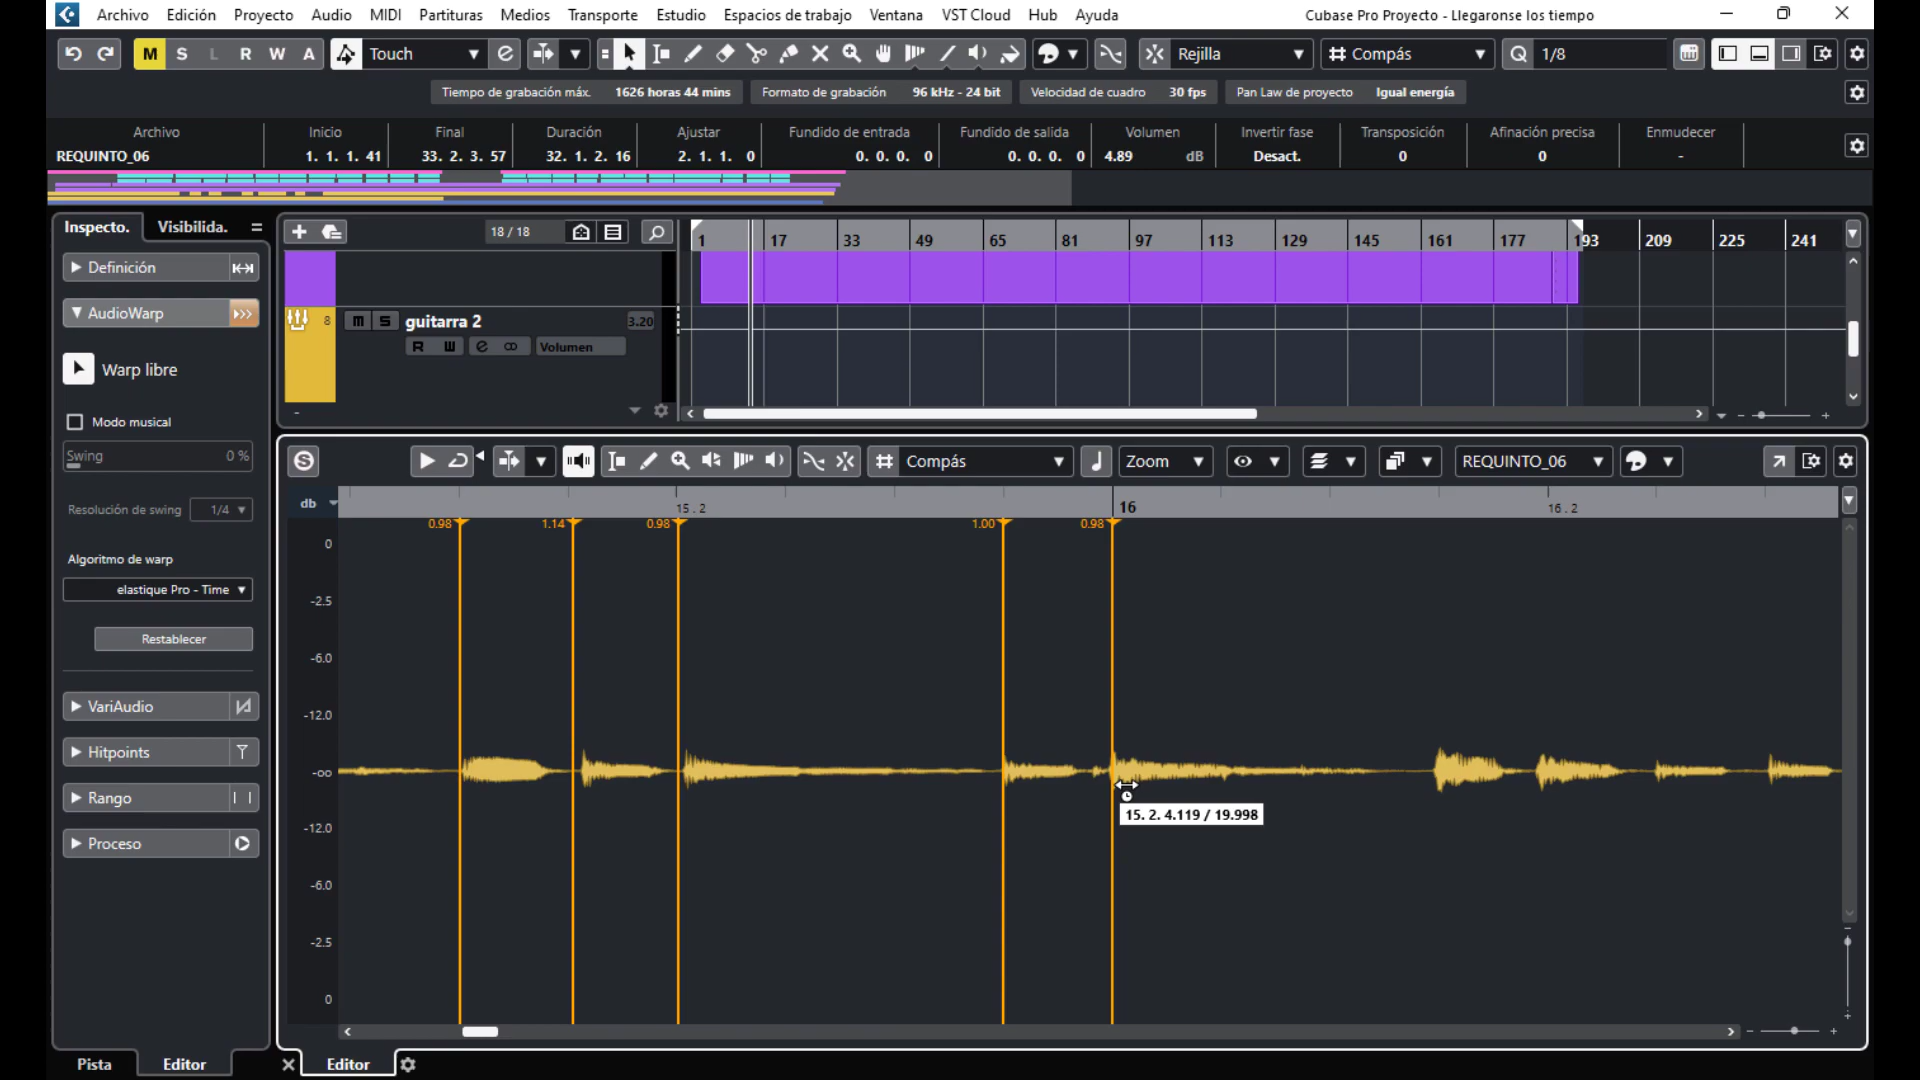 Archivo Edición Proyecto Audio MIDI Partituras Medios Transporte Estudio Espacios de trabajo Ventana VST Cloud Hub Ayuda Cubase Pro Proyecto - Llegaronse los tiempo
M S L R W A Touch Rejilla Compás Q 1/8
Tiempo de grabación máx. 1626 horas 44 mins Formato de grabación 96 kHz - 24 bit Velocidad de cuadro 30 fps Pan Law de proyecto Igual energía
Archivo Inicio Final Duración Ajustar Fundido de entrada Fundido de salida Volumen Invertir fase Transposición Afinación precisa Enmudecer
REQUINTO_06 1. 1. 1. 41 33. 2. 3. 57 32. 1. 2. 16 2. 1. 1. 0 0. 0. 0. 0 0. 0. 0. 0 4.89 dB Desact. 0 0 -
Inspecto. Visibilida.
18 / 18
1 17 33 49 65 81 97 113 129 145 161 177 193 209 225 241
Definición
AudioWarp
8 m S guitarra 2 3.20
R W e Volumen
Warp libre
Modo musical
Swing 0 %
Resolución de swing 1/4
Algoritmo de warp
elastique Pro - Time
Restablecer
VariAudio
Hitpoints
Rango
Proceso
Compás Zoom REQUINTO_06
db 15 . 2 16 16 . 2
0.98 1.14 0.98 1.00 0.98
0
-2.5
-6.0
-12.0
-oo
-12.0
-6.0
-2.5
0
15. 2. 4.119 / 19.998
Pista Editor Editor